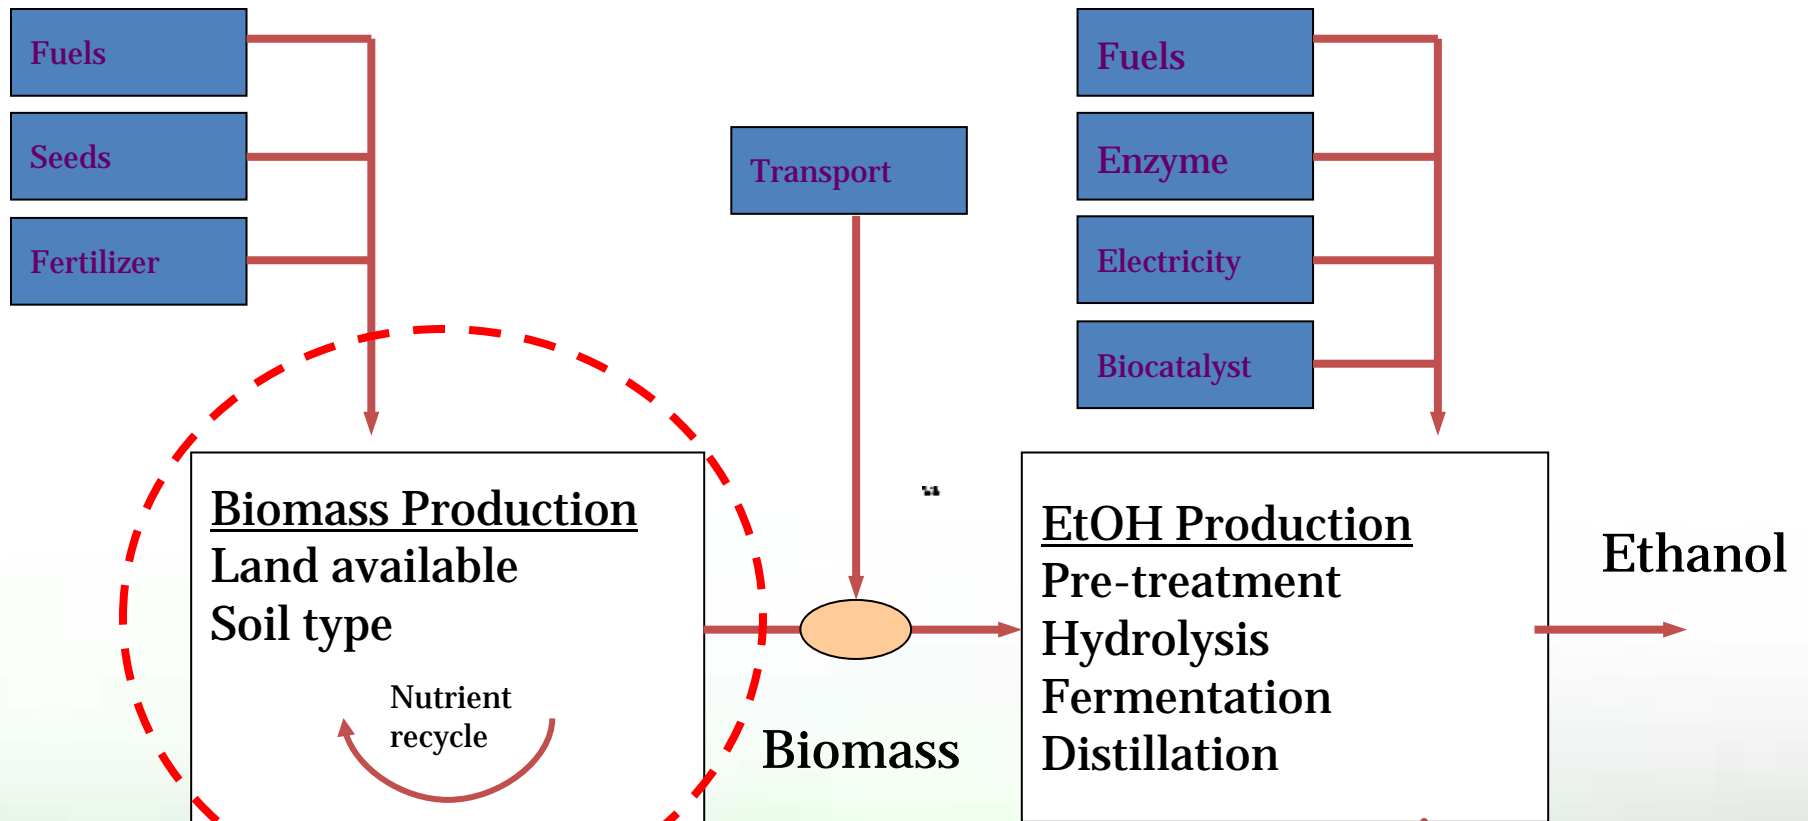 Fuels
Seeds
Fertilizer
Transport
Fuels
Enzyme
Electricity
Biocatalyst
Biomass Production
Land available
Soil type
Nutrient
recycle
Biomass
EtOH Production
Pre-treatment
Hydrolysis
Fermentation
Distillation
Ethanol